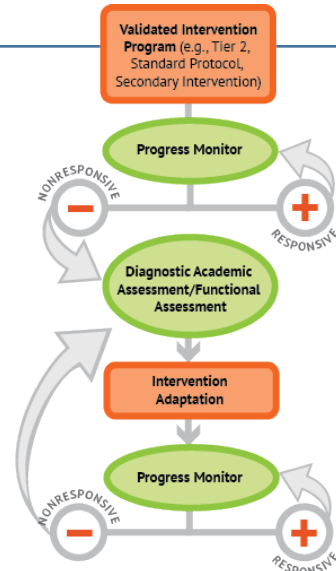 Validated Intervention
Program (e.g., Tier 2,
Standard Protocol,
Secondary Intervention)
Progress Monitor
NONRESPONSIVE
−
+
RESPONSIVE
Diagnostic Academic
Assessment/Functional
Assessment
Intervention
Adaptation
Progress Monitor
NONRESPONSIVE
−
+
RESPONSIVE